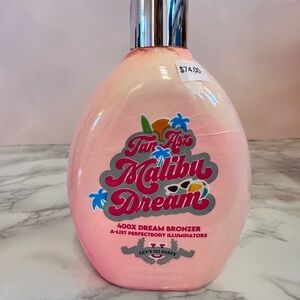 $74.00
Tan Asz
Malibu
Dream
400X DREAM BRONZER
A-LIST PERFECTBODY ILLUMINATORS
LET'S GO PARTY